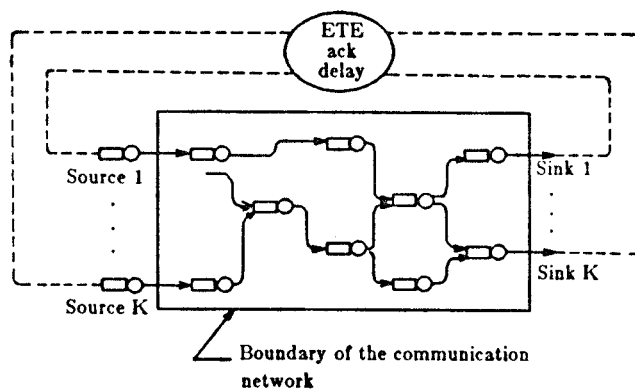 ETE
ack
delay
Source 1
Sink 1
Source K
Sink K
Boundary of the communication
network